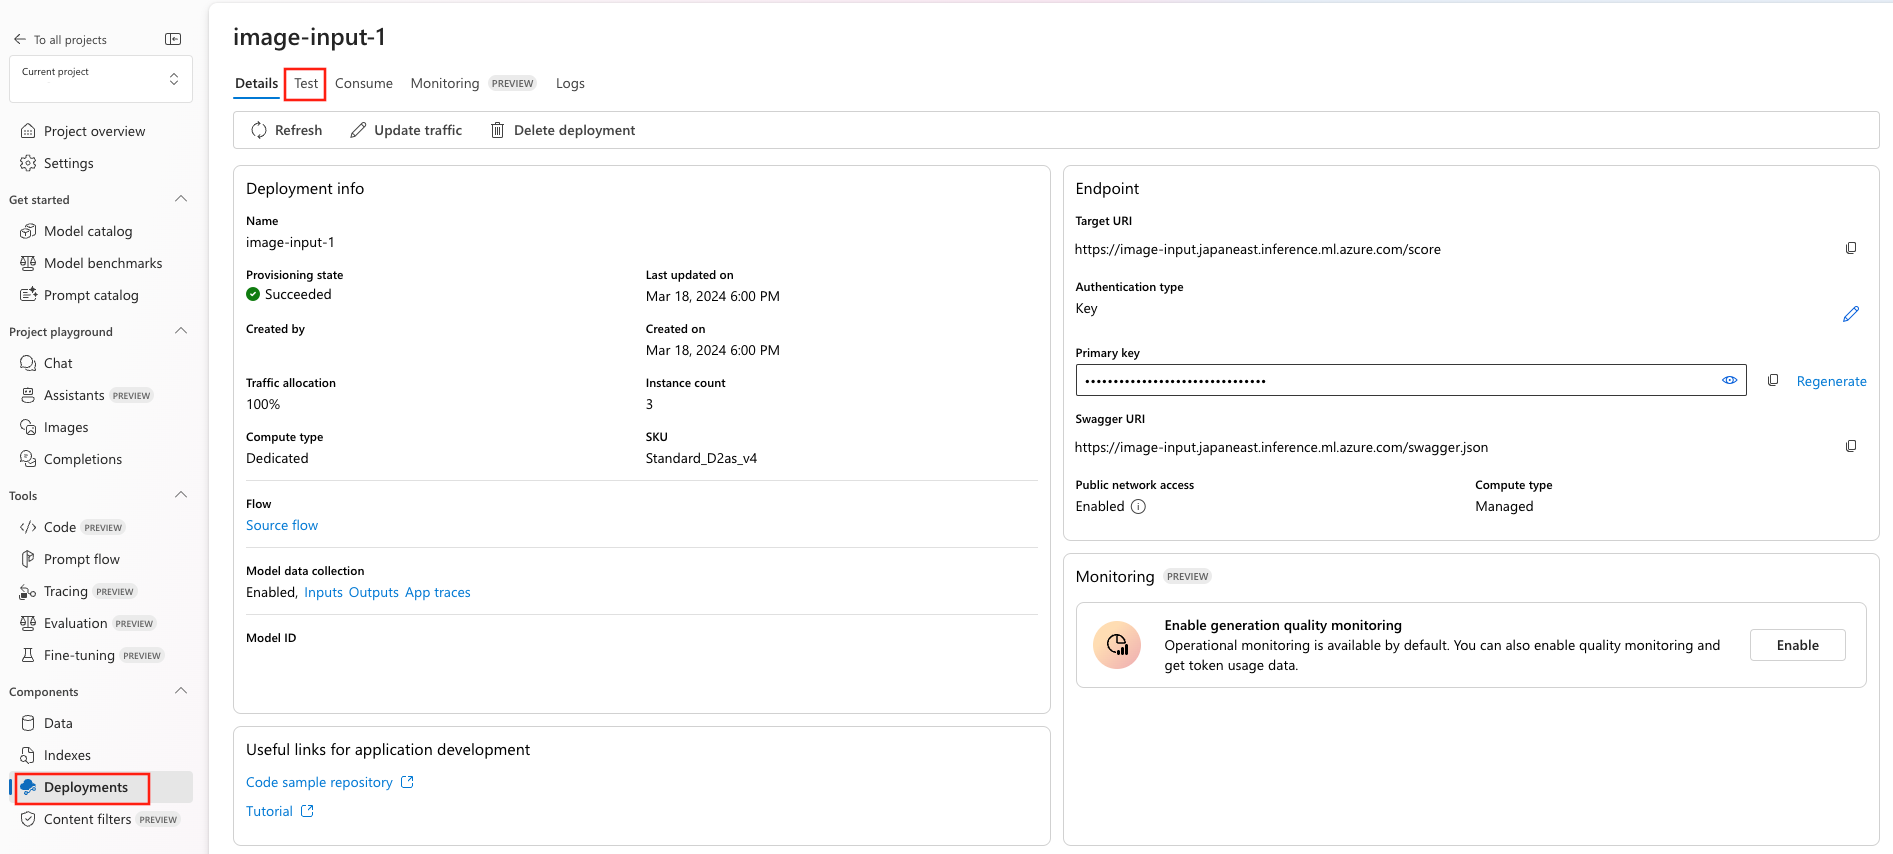 To all projects
Current project
Project overview
Settings
Get started
Model catalog
Model benchmarks
Prompt catalog
Project playground
Chat
Assistants PREVIEW
Images
Completions
Tools
Code PREVIEW
Prompt flow
Tracing PREVIEW
Evaluation PREVIEW
Fine-tuning PREVIEW
Components
Data
Indexes
Deployments
Content filters PREVIEW
image-input-1
Details Test Consume Monitoring PREVIEW Logs
Refresh Update traffic Delete deployment
Deployment info
Name
image-input-1
Provisioning state Last updated on
Succeeded Mar 18, 2024 6:00 PM
Created by Created on
Mar 18, 2024 6:00 PM
Traffic allocation Instance count
100% 3
Compute type SKU
Dedicated Standard_D2as_v4
Flow
Source flow
Model data collection
Enabled, Inputs Outputs App traces
Model ID
Useful links for application development
Code sample repository
Tutorial
Endpoint
Target URI
https://image-input.japaneast.inference.ml.azure.com/score
Authentication type
Key
Primary key
••••••••••••••••••••••••••••••••
Regenerate
Swagger URI
https://image-input.japaneast.inference.ml.azure.com/swagger.json
Public network access Compute type
Enabled Managed
Monitoring PREVIEW
Enable generation quality monitoring
Operational monitoring is available by default. You can also enable quality monitoring and
get token usage data.
Enable